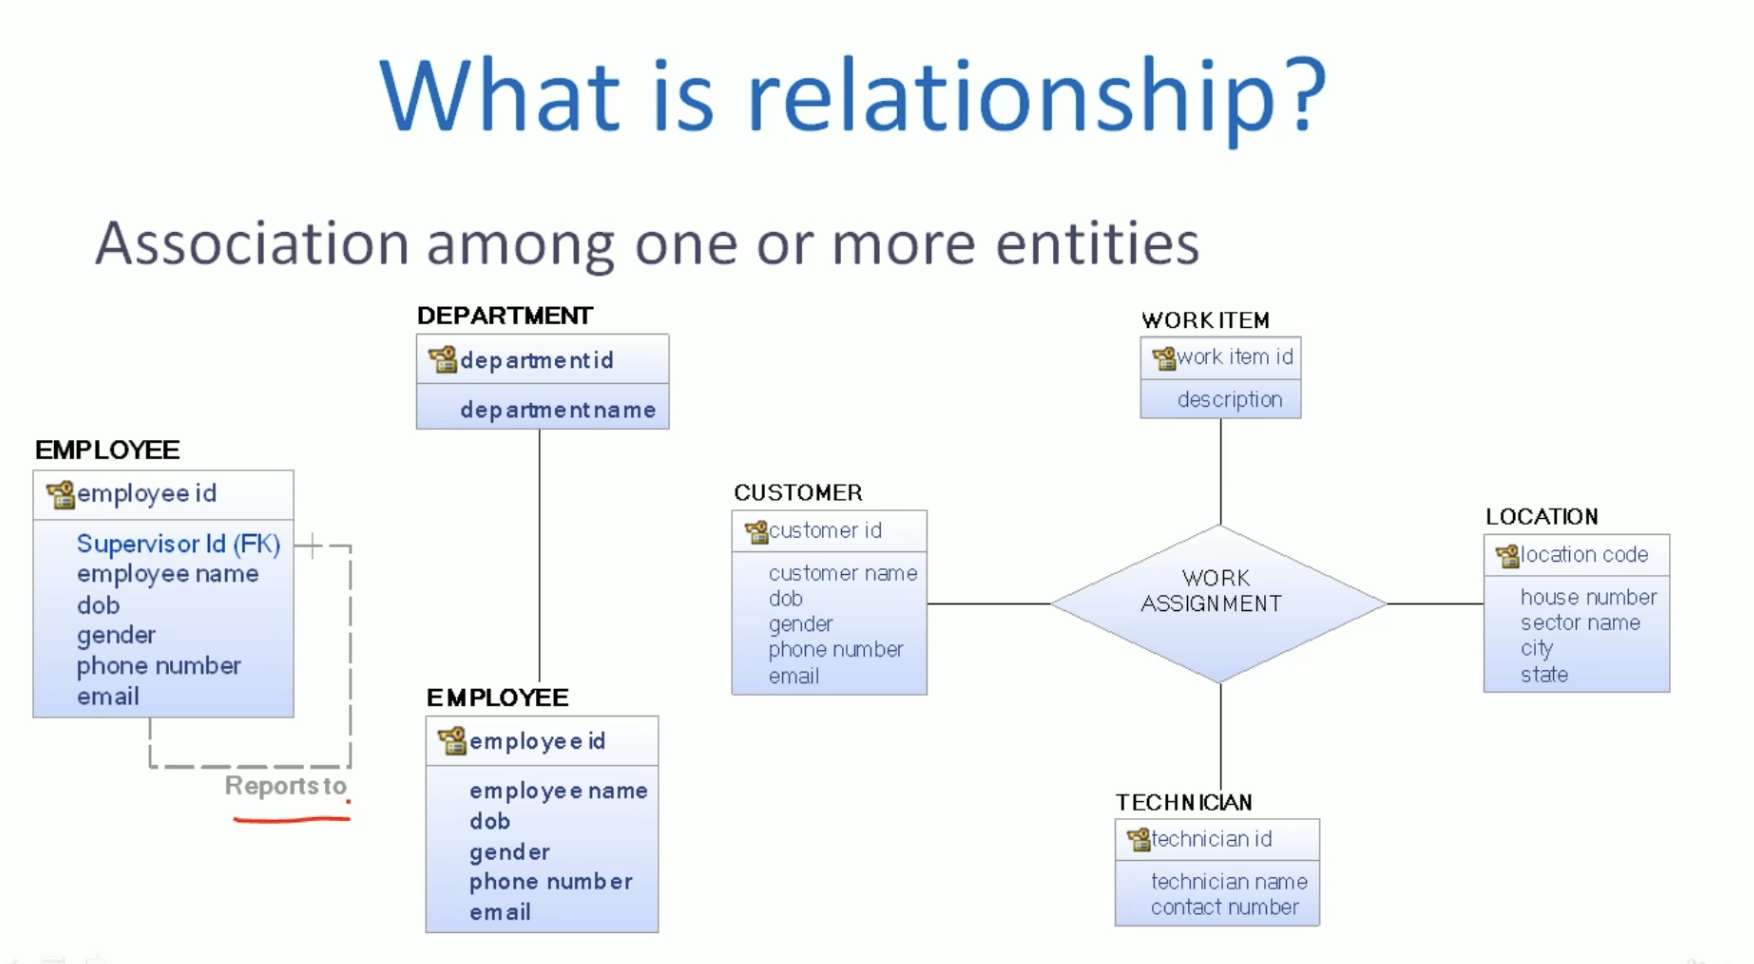 What is relationship?
Association among one or more entities
EMPLOYEE
employee id
Supervisor Id (FK)
employee name
dob
gender
phone number
email
Reports to
DEPARTMENT
department id
department name
EMPLOYEE
employee id
employee name
dob
gender
phone number
email
CUSTOMER
customer id
customer name
dob
gender
phone number
email
WORK ITEM
work item id
description
WORK
ASSIGNMENT
TECHNICIAN
technician id
technician name
contact number
LOCATION
location code
house number
sector name
city
state